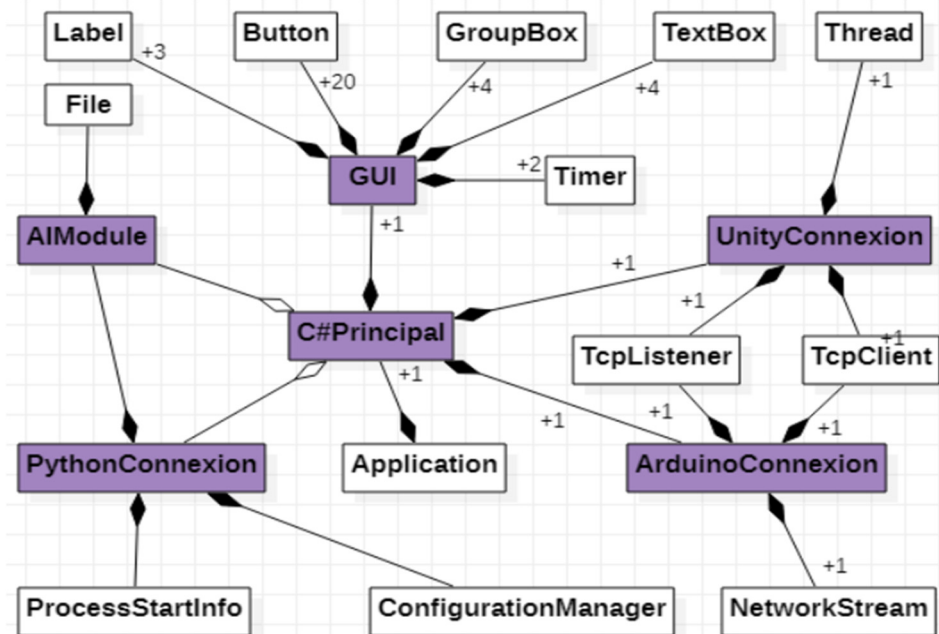 Label
Button
GroupBox
TextBox
Thread
+3
+20
+4
+4
+1
File
GUI
+2
Timer
AIModule
+1
UnityConnexion
+1
+1
C#Principal
TcpListener
+1
TcpClient
+1
+1
+1
+1
PythonConnexion
Application
ArduinoConnexion
+1
ProcessStartInfo
ConfigurationManager
NetworkStream